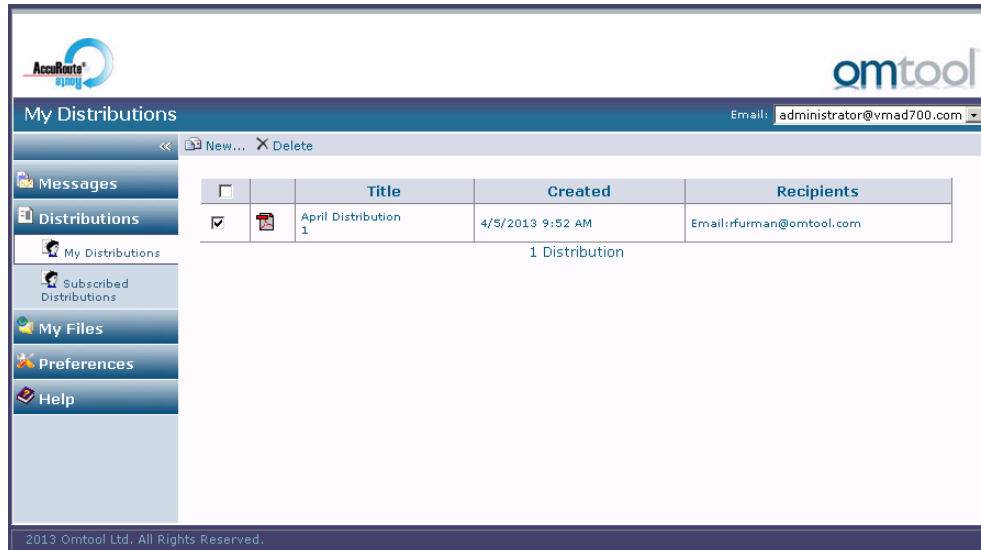 AccuRoute®
Route
omtool
My Distributions
Email: administrator@vmad700.com
« New... Delete
Messages
Distributions
My Distributions
Subscribed
Distributions
My Files
Preferences
Help
Title Created Recipients
April Distribution
1
4/5/2013 9:52 AM
Email:rfurman@omtool.com
1 Distribution
2013 Omtool Ltd. All Rights Reserved.